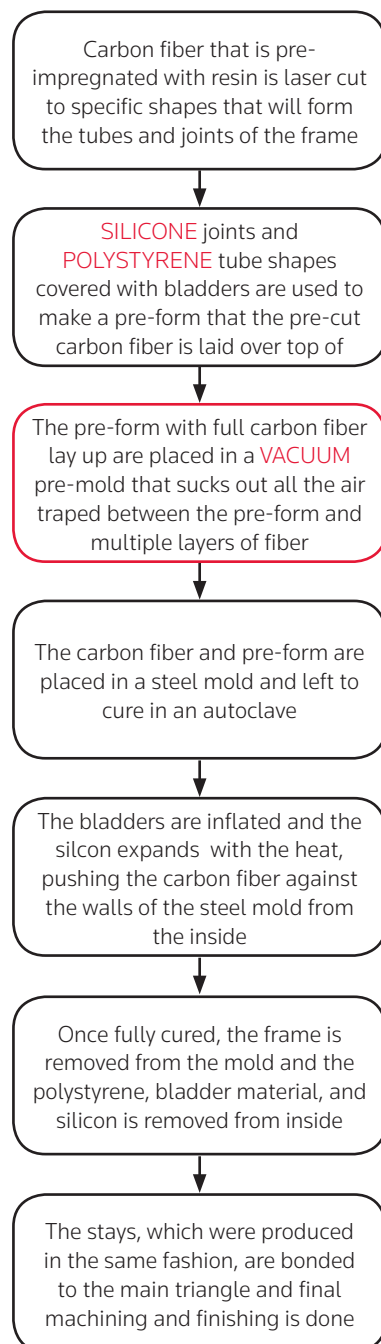 Carbon fiber that is pre-
impregnated with resin is laser cut
to specific shapes that will form
the tubes and joints of the frame
SILICONE joints and
POLYSTYRENE tube shapes
covered with bladders are used to
make a pre-form that the pre-cut
carbon fiber is laid over top of
The pre-form with full carbon fiber
lay up are placed in a VACUUM
pre-mold that sucks out all the air
traped between the pre-form and
multiple layers of fiber
The carbon fiber and pre-form are
placed in a steel mold and left to
cure in an autoclave
The bladders are inflated and the
silcon expands with the heat,
pushing the carbon fiber against
the walls of the steel mold from
the inside
Once fully cured, the frame is
removed from the mold and the
polystyrene, bladder material, and
silicon is removed from inside
The stays, which were produced
in the same fashion, are bonded
to the main triangle and final
machining and finishing is done